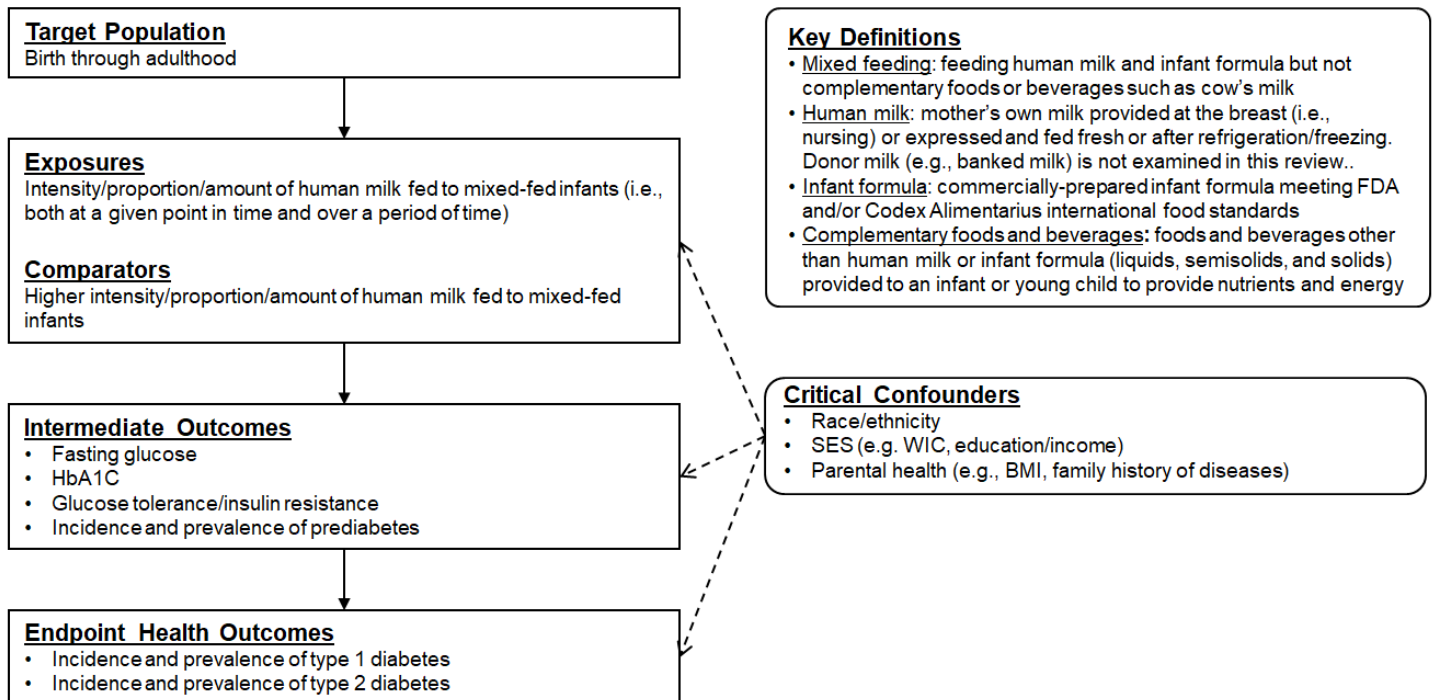 Target Population
Birth through adulthood
Exposures
Intensity/proportion/amount of human milk fed to mixed-fed infants (i.e.,
both at a given point in time and over a period of time)
Comparators
Higher intensity/proportion/amount of human milk fed to mixed-fed
infants
Intermediate Outcomes
• Fasting glucose
• HbA1C
• Glucose tolerance/insulin resistance
• Incidence and prevalence of prediabetes
Endpoint Health Outcomes
• Incidence and prevalence of type 1 diabetes
• Incidence and prevalence of type 2 diabetes
Key Definitions
• Mixed feeding: feeding human milk and infant formula but not
complementary foods or beverages such as cow's milk
• Human milk: mother's own milk provided at the breast (i.e.,
nursing) or expressed and fed fresh or after refrigeration/freezing.
Donor milk (e.g., banked milk) is not examined in this review..
• Infant formula: commercially-prepared infant formula meeting FDA
and/or Codex Alimentarius international food standards
• Complementary foods and beverages: foods and beverages other
than human milk or infant formula (liquids, semisolids, and solids)
provided to an infant or young child to provide nutrients and energy
Critical Confounders
• Race/ethnicity
• SES (e.g. WIC, education/income)
• Parental health (e.g., BMI, family history of diseases)